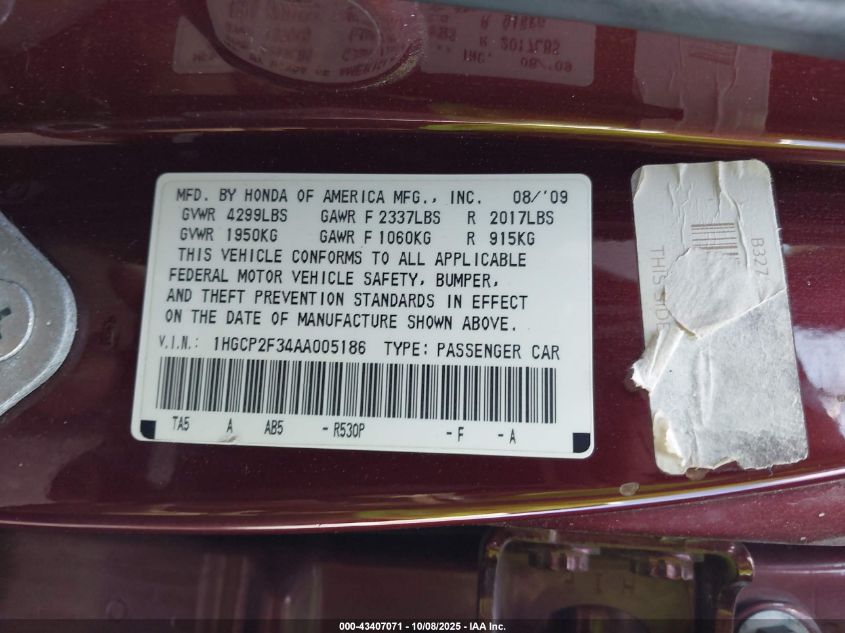 MFD. BY HONDA OF AMERICA MFG., INC. 08/'09
GVWR 4299LBS GAWR F 2337LBS R 2017LBS
GVWR 1950KG GAWR F 1060KG R 915KG
THIS VEHICLE CONFORMS TO ALL APPLICABLE
FEDERAL MOTOR VEHICLE SAFETY, BUMPER,
AND THEFT PREVENTION STANDARDS IN EFFECT
ON THE DATE OF MANUFACTURE SHOWN ABOVE.
V.I.N.: 1HGCP2F34AA005186 TYPE: PASSENGER CAR
TA5 A AB5 - R530P - F - A
B327
THIS SIDE
000-43407071 | 10/08/2025 | IAA Inc.